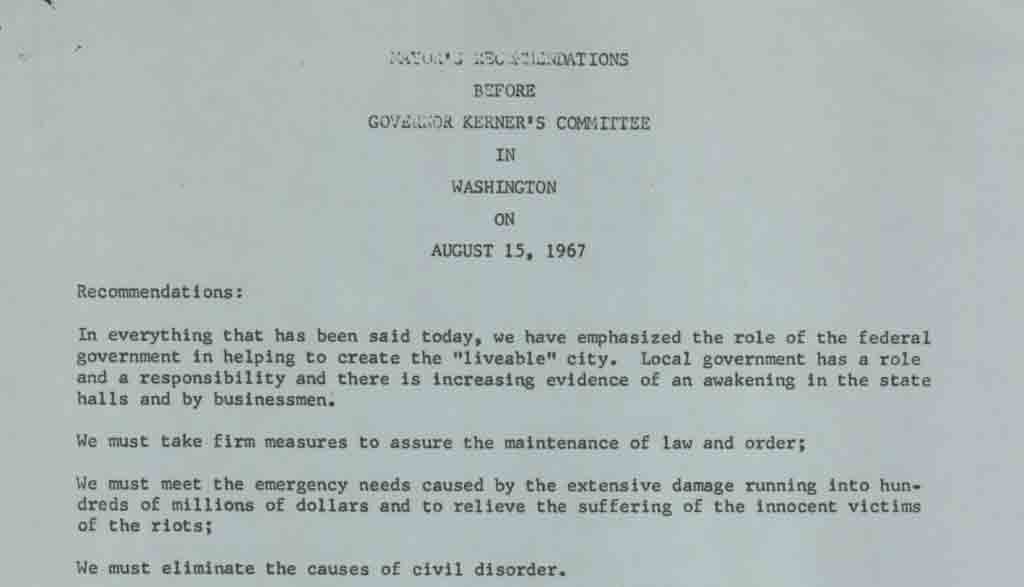 MAYOR'S RECOMMENDATIONS
BEFORE
GOVERNOR KERNER'S COMMITTEE
IN
WASHINGTON
ON
AUGUST 15, 1967
Recommendations:
In everything that has been said today, we have emphasized the role of the federal
government in helping to create the "liveable" city. Local government has a role
and a responsibility and there is increasing evidence of an awakening in the state
halls and by businessmen.
We must take firm measures to assure the maintenance of law and order;
We must meet the emergency needs caused by the extensive damage running into hun-
dreds of millions of dollars and to relieve the suffering of the innocent victims
of the riots;
We must eliminate the causes of civil disorder.